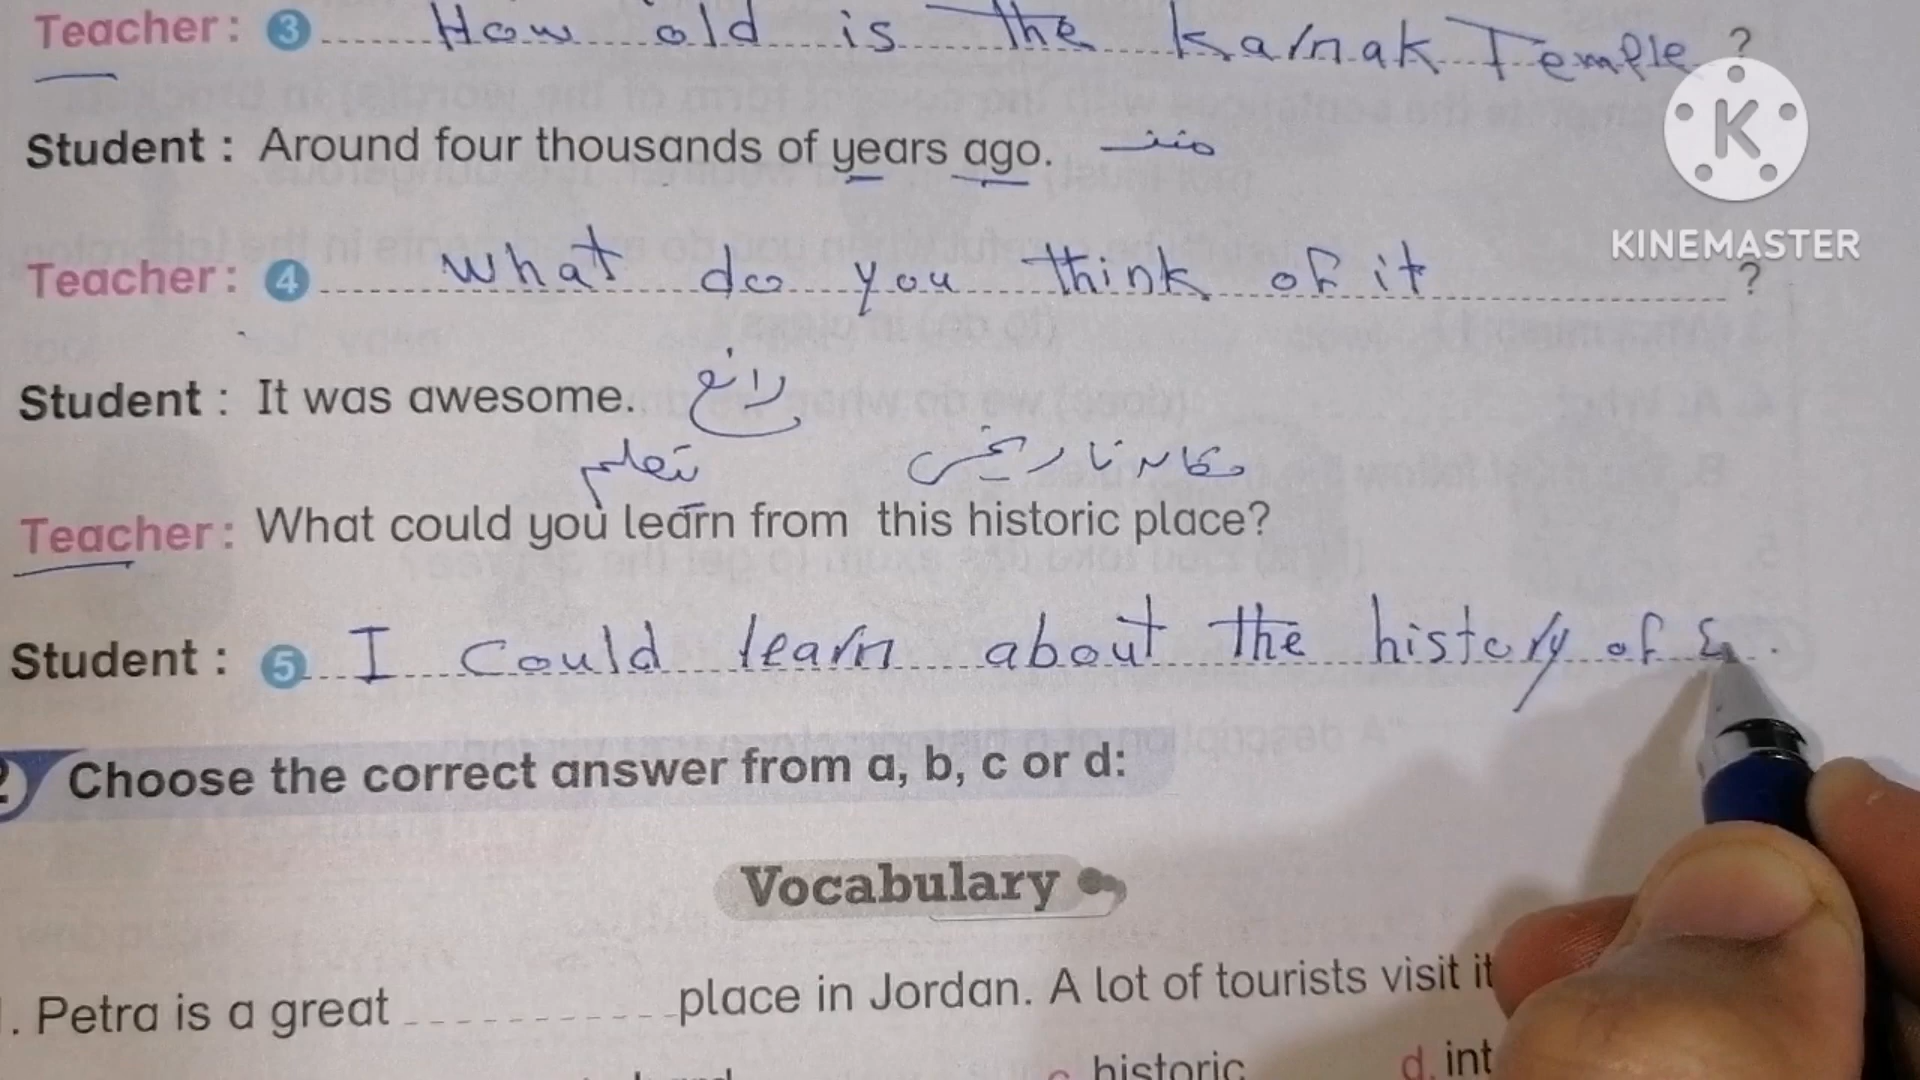 Teacher: 3 How old is the Karnak Temple ?
KINEMASTER
Student : Around four thousands of years ago. منذ
Teacher: 4 What do you think of it ?
Student : It was awesome. رائع
تتعلم مكان تاريخى
Teacher: What could you learn from this historic place?
Student : 5 I could learn about the history of
2 Choose the correct answer from a, b, c or d:
Vocabulary
. Petra is a great place in Jordan. A lot of tourists visit it
c. historic d. int